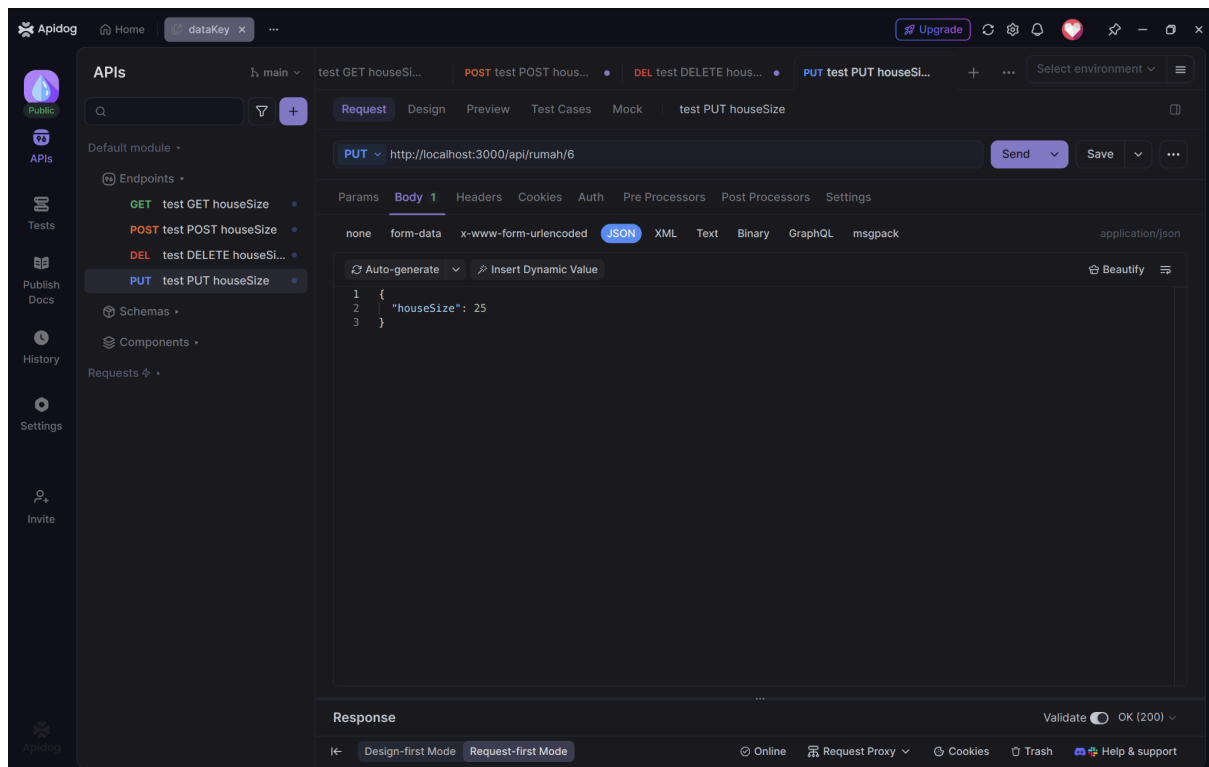 Apidog Home dataKey × ... Upgrade
APIs main test GET houseSi... POST test POST hous... DEL test DELETE hous... PUT test PUT houseSi... + ... Select environment
Public
Request Design Preview Test Cases Mock test PUT houseSize
APIs
Default module
PUT http://localhost:3000/api/rumah/6 Send Save ...
Endpoints
GET test GET houseSize
Params Body 1 Headers Cookies Auth Pre Processors Post Processors Settings
Tests
POST test POST houseSize
none form-data x-www-form-urlencoded JSON XML Text Binary GraphQL msgpack application/json
DEL test DELETE houseSi...
Auto-generate Insert Dynamic Value Beautify
PUT test PUT houseSize
Publish
Docs
1 {
2 "houseSize": 25
3 }
Schemas
Components
History
Requests
Settings
Invite
Response Validate OK (200)
Apidog
Design-first Mode Request-first Mode Online Request Proxy Cookies Trash Help & support